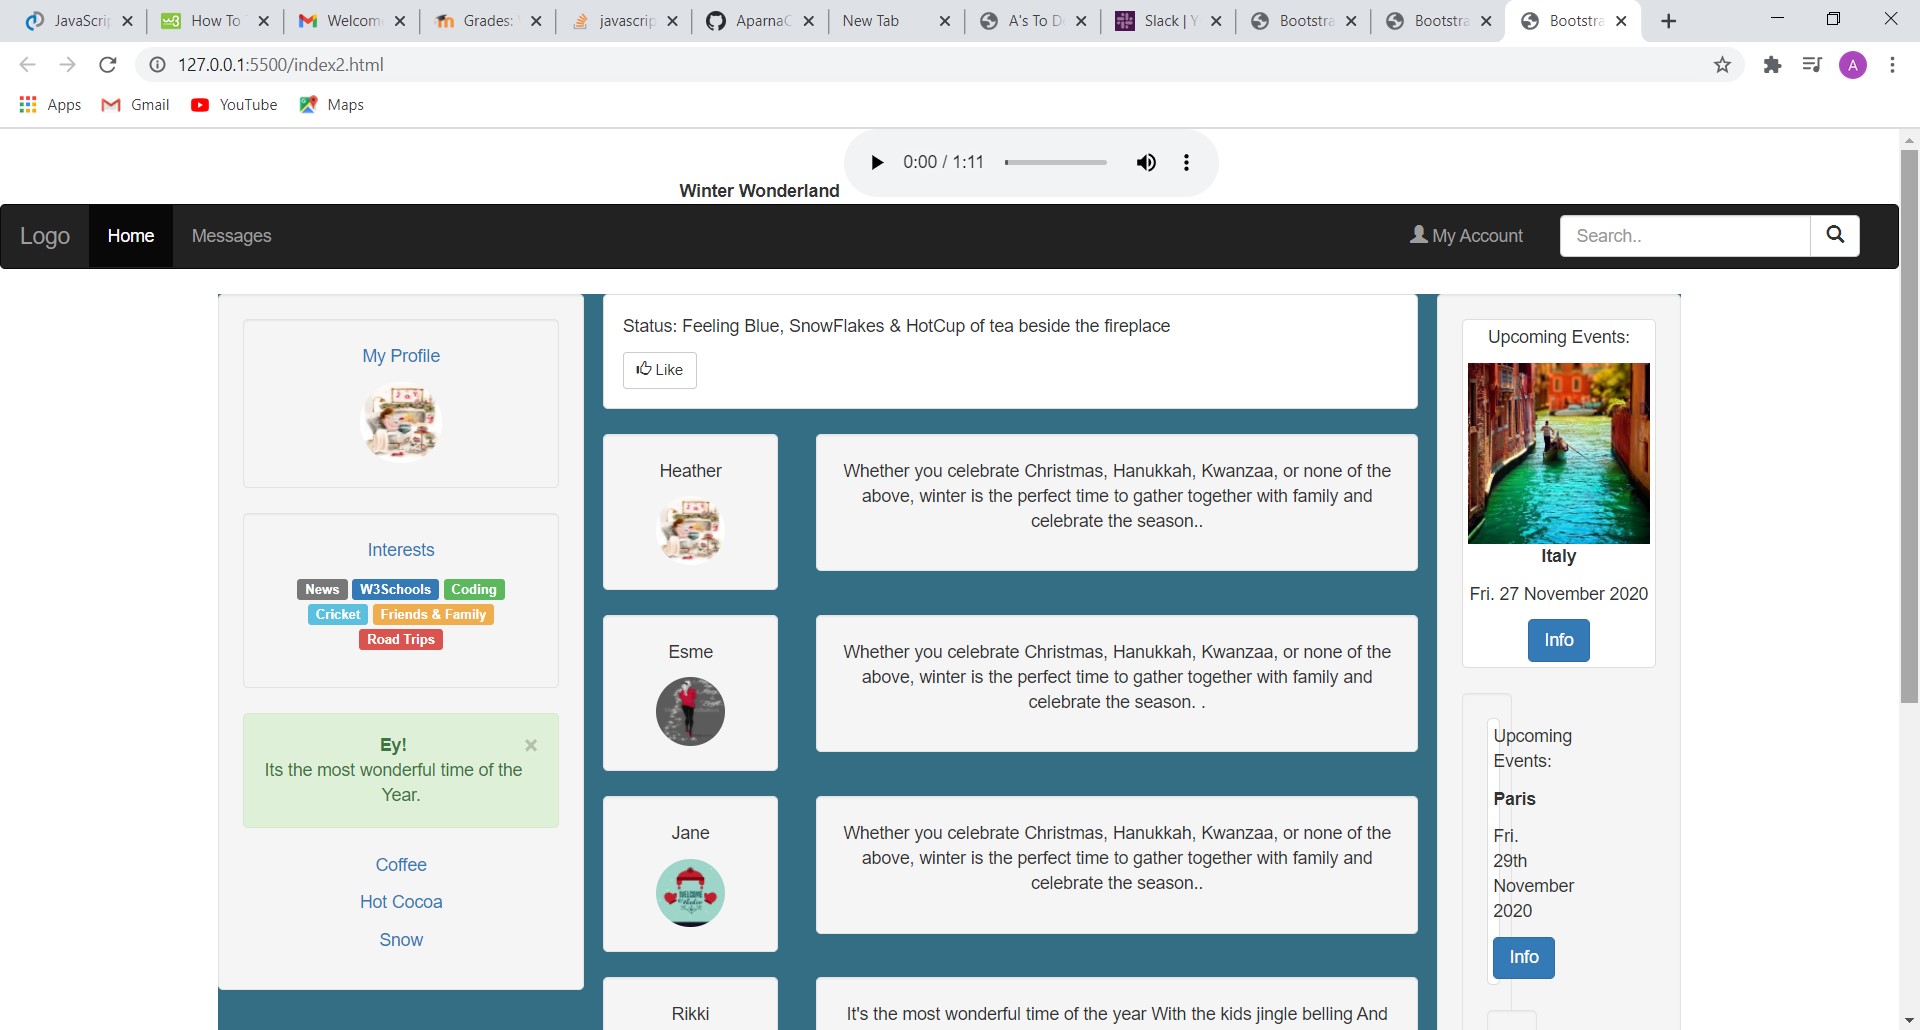 JavaScrip
How To
Welcom
Grades:
javascrip
AparnaC
New Tab
A's To D
Slack | Y
Bootstra
Bootstra
Bootstra
127.0.0.1:5500/index2.html
A
Apps
Gmail
YouTube
Maps
0:00 / 1:11
Winter Wonderland
Logo
Home
Messages
My Account
Search..
My Profile
Interests
News W3Schools Coding
Cricket Friends & Family
Road Trips
Ey!
×
Its the most wonderful time of the
Year.
Coffee
Hot Cocoa
Snow
Status: Feeling Blue, SnowFlakes & HotCup of tea beside the fireplace
Like
Heather
Whether you celebrate Christmas, Hanukkah, Kwanzaa, or none of the
above, winter is the perfect time to gather together with family and
celebrate the season..
Esme
Whether you celebrate Christmas, Hanukkah, Kwanzaa, or none of the
above, winter is the perfect time to gather together with family and
celebrate the season. .
Jane
WELCOME
Whether you celebrate Christmas, Hanukkah, Kwanzaa, or none of the
above, winter is the perfect time to gather together with family and
celebrate the season..
Rikki
It's the most wonderful time of the year With the kids jingle belling And
Upcoming Events:
Italy
Fri. 27 November 2020
Info
Upcoming
Events:
Paris
Fri.
29th
November
2020
Info